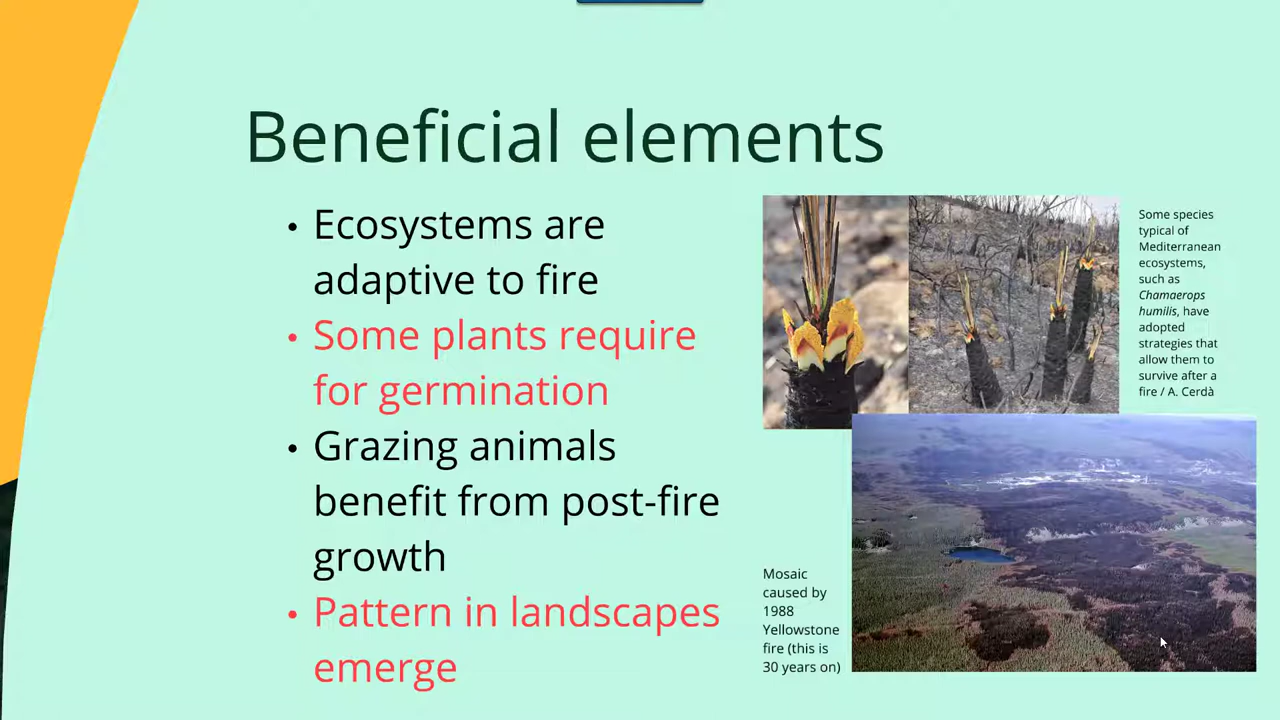 Beneficial elements
• Ecosystems are
adaptive to fire
• Some plants require
for germination
• Grazing animals
benefit from post-fire
growth
• Pattern in landscapes
emerge
Some species
typical of
Mediterranean
ecosystems,
such as
Chamaerops
humilis, have
adopted
strategies that
allow them to
survive after a
fire / A. Cerdà
Mosaic
caused by
1988
Yellowstone
fire (this is
30 years on)